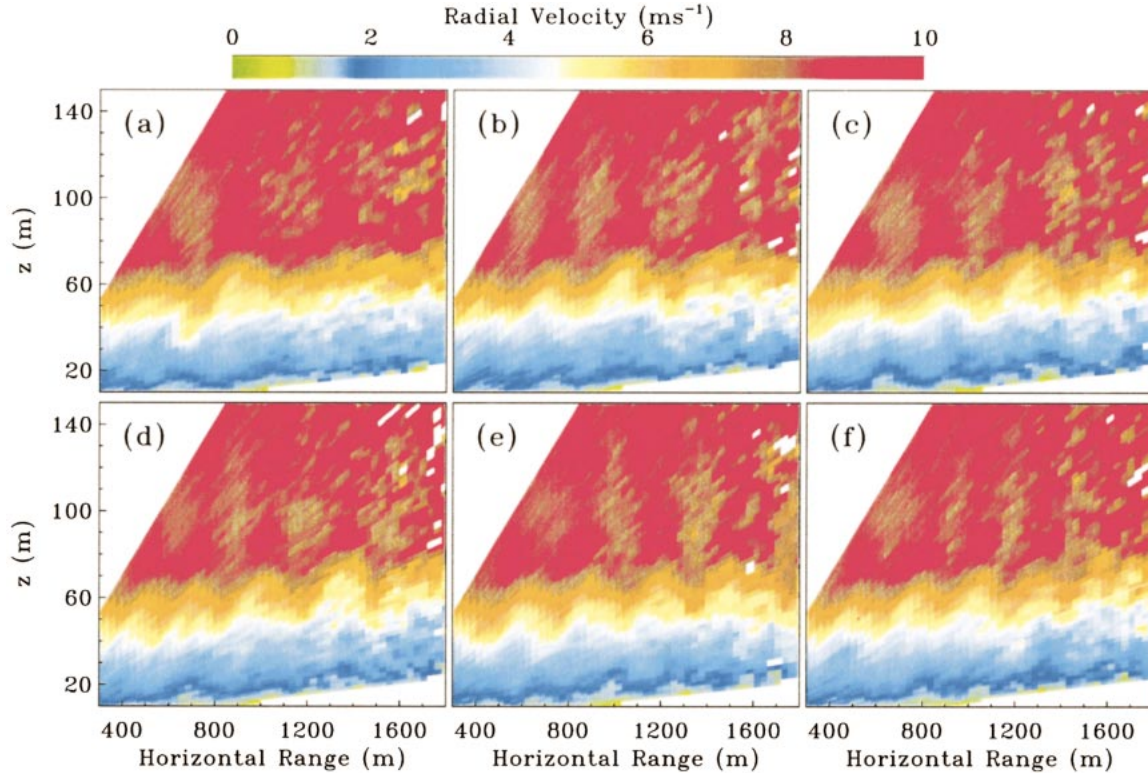 Radial Velocity (ms⁻¹)
0 2 4 6 8 10
140
100
60
20
z (m)
(a)
(b)
(c)
140
100
60
20
z (m)
(d)
(e)
(f)
400 800 1200 1600
400 800 1200 1600
400 800 1200 1600
Horizontal Range (m)
Horizontal Range (m)
Horizontal Range (m)